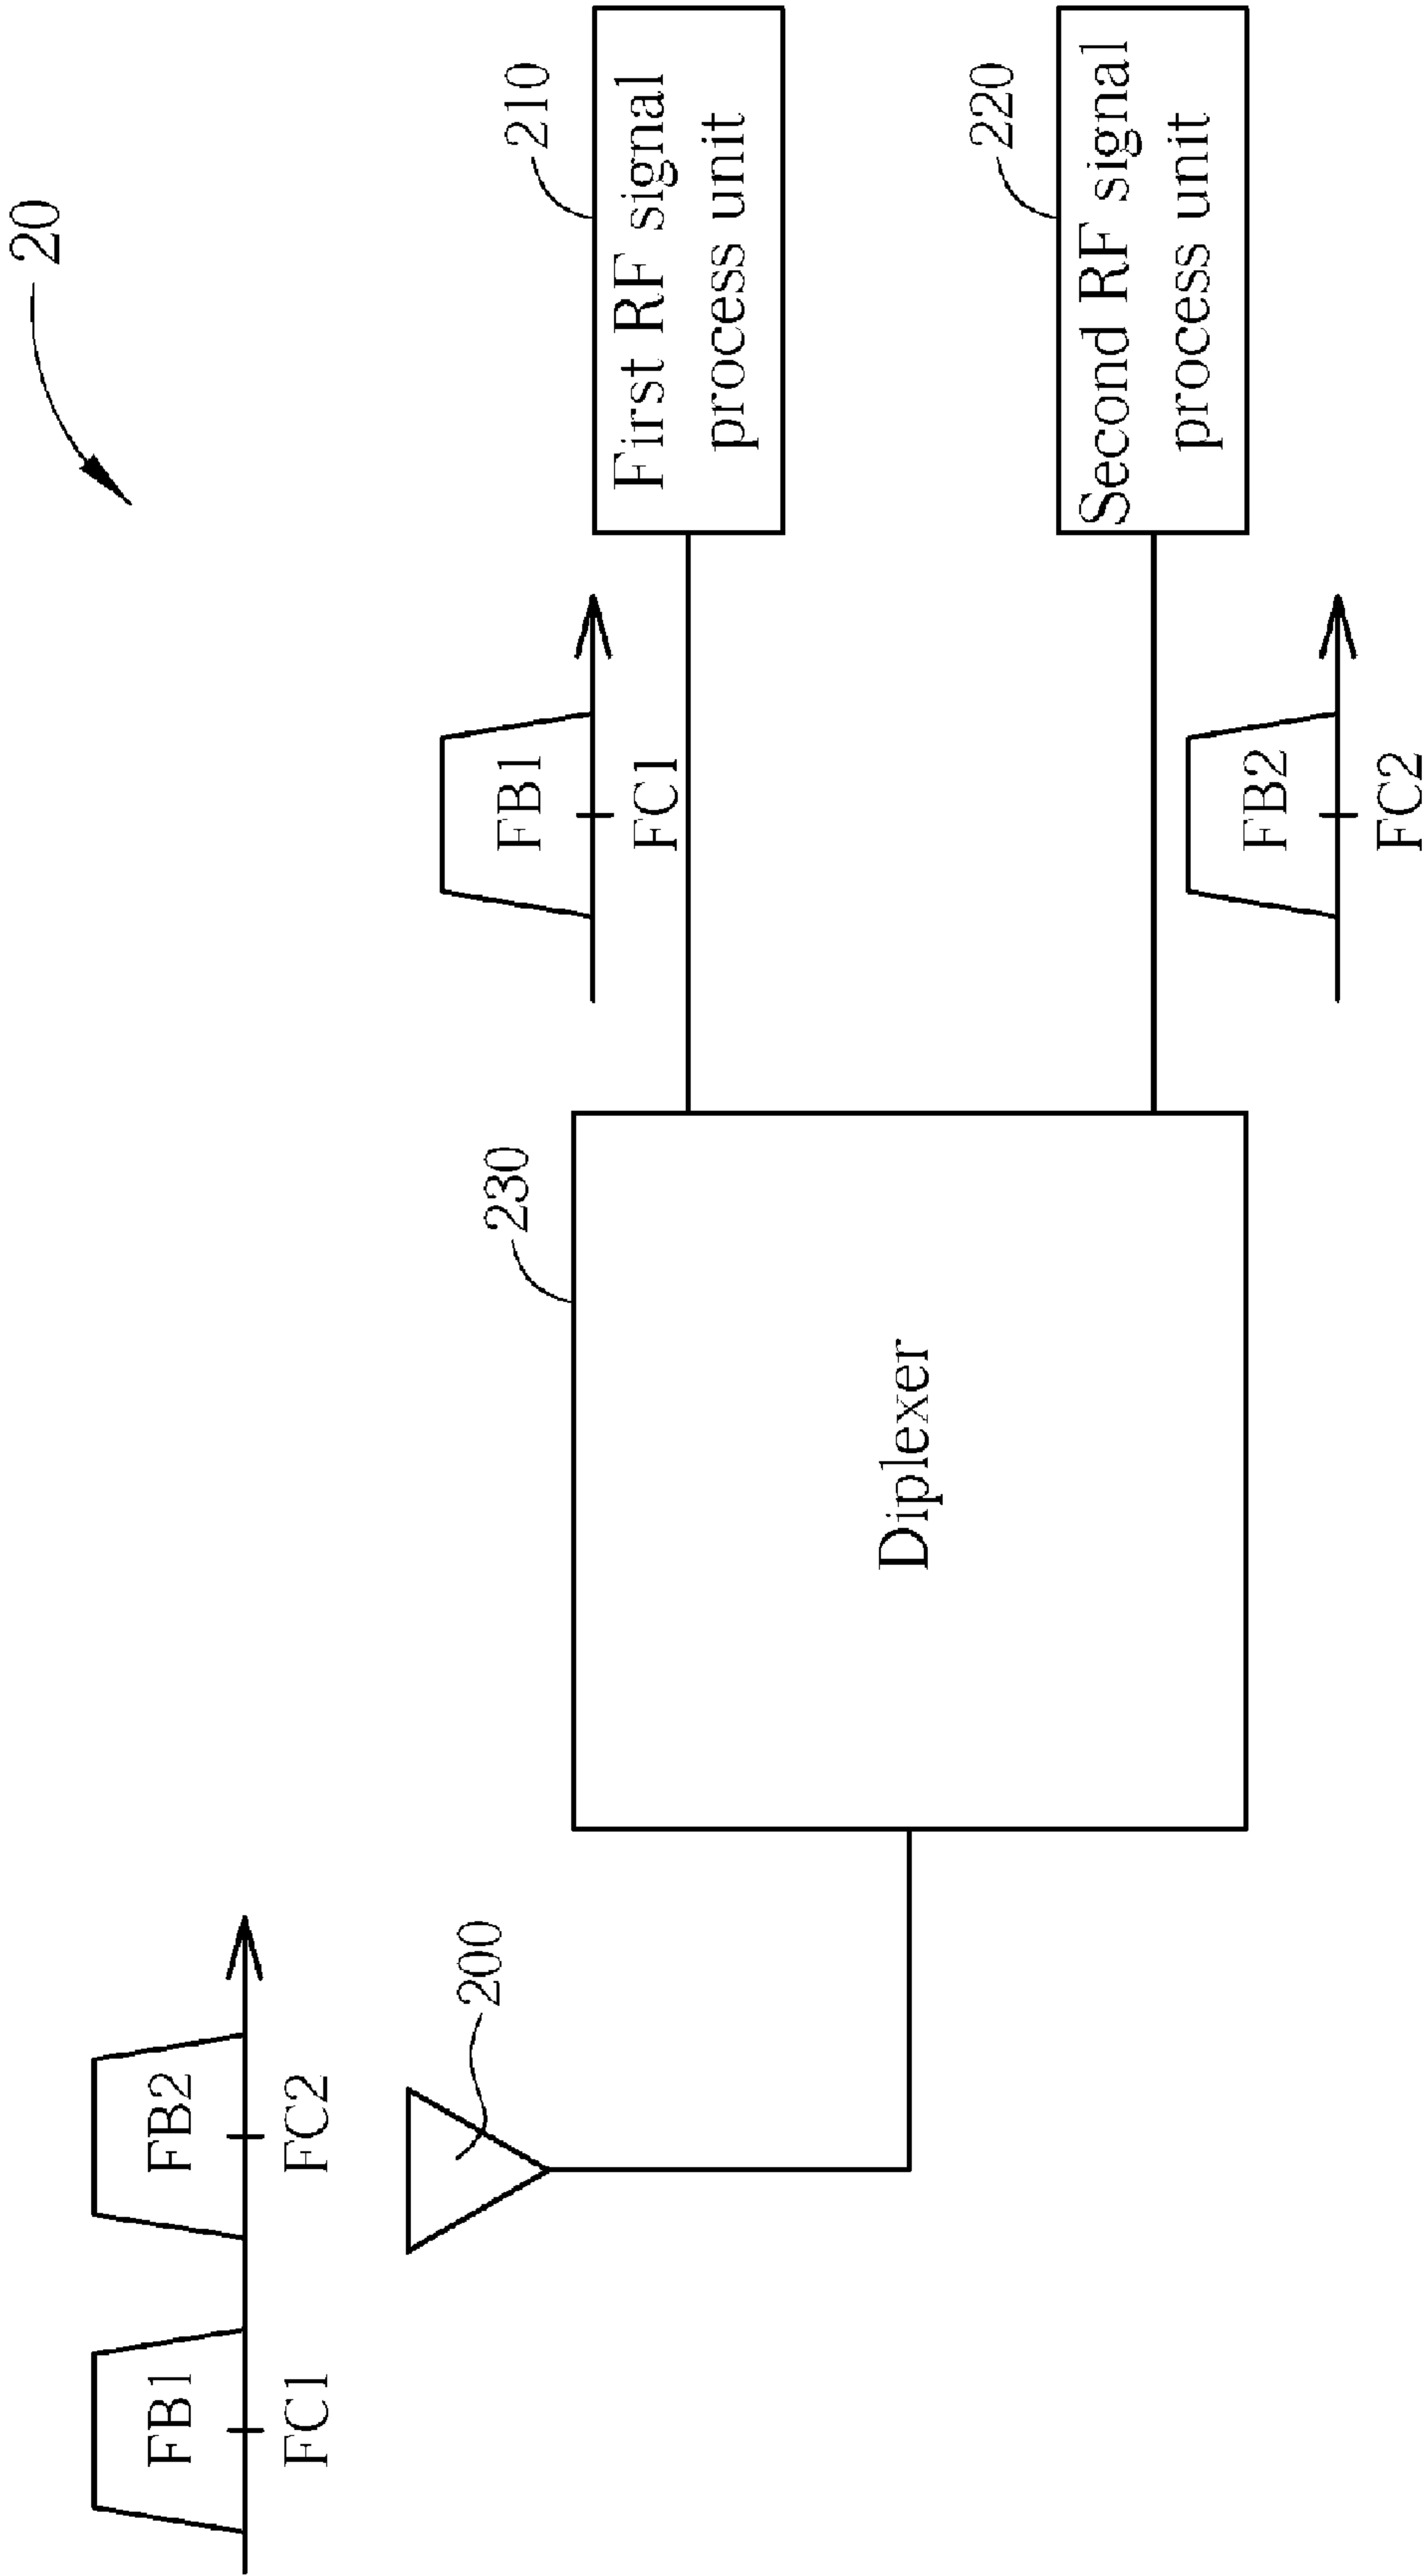 20
FB1
FB2
FC1
FC2
200
230
Diplexer
FB1
FC1
210
First RF signal
process unit
220
Second RF signal
process unit
FB2
FC2